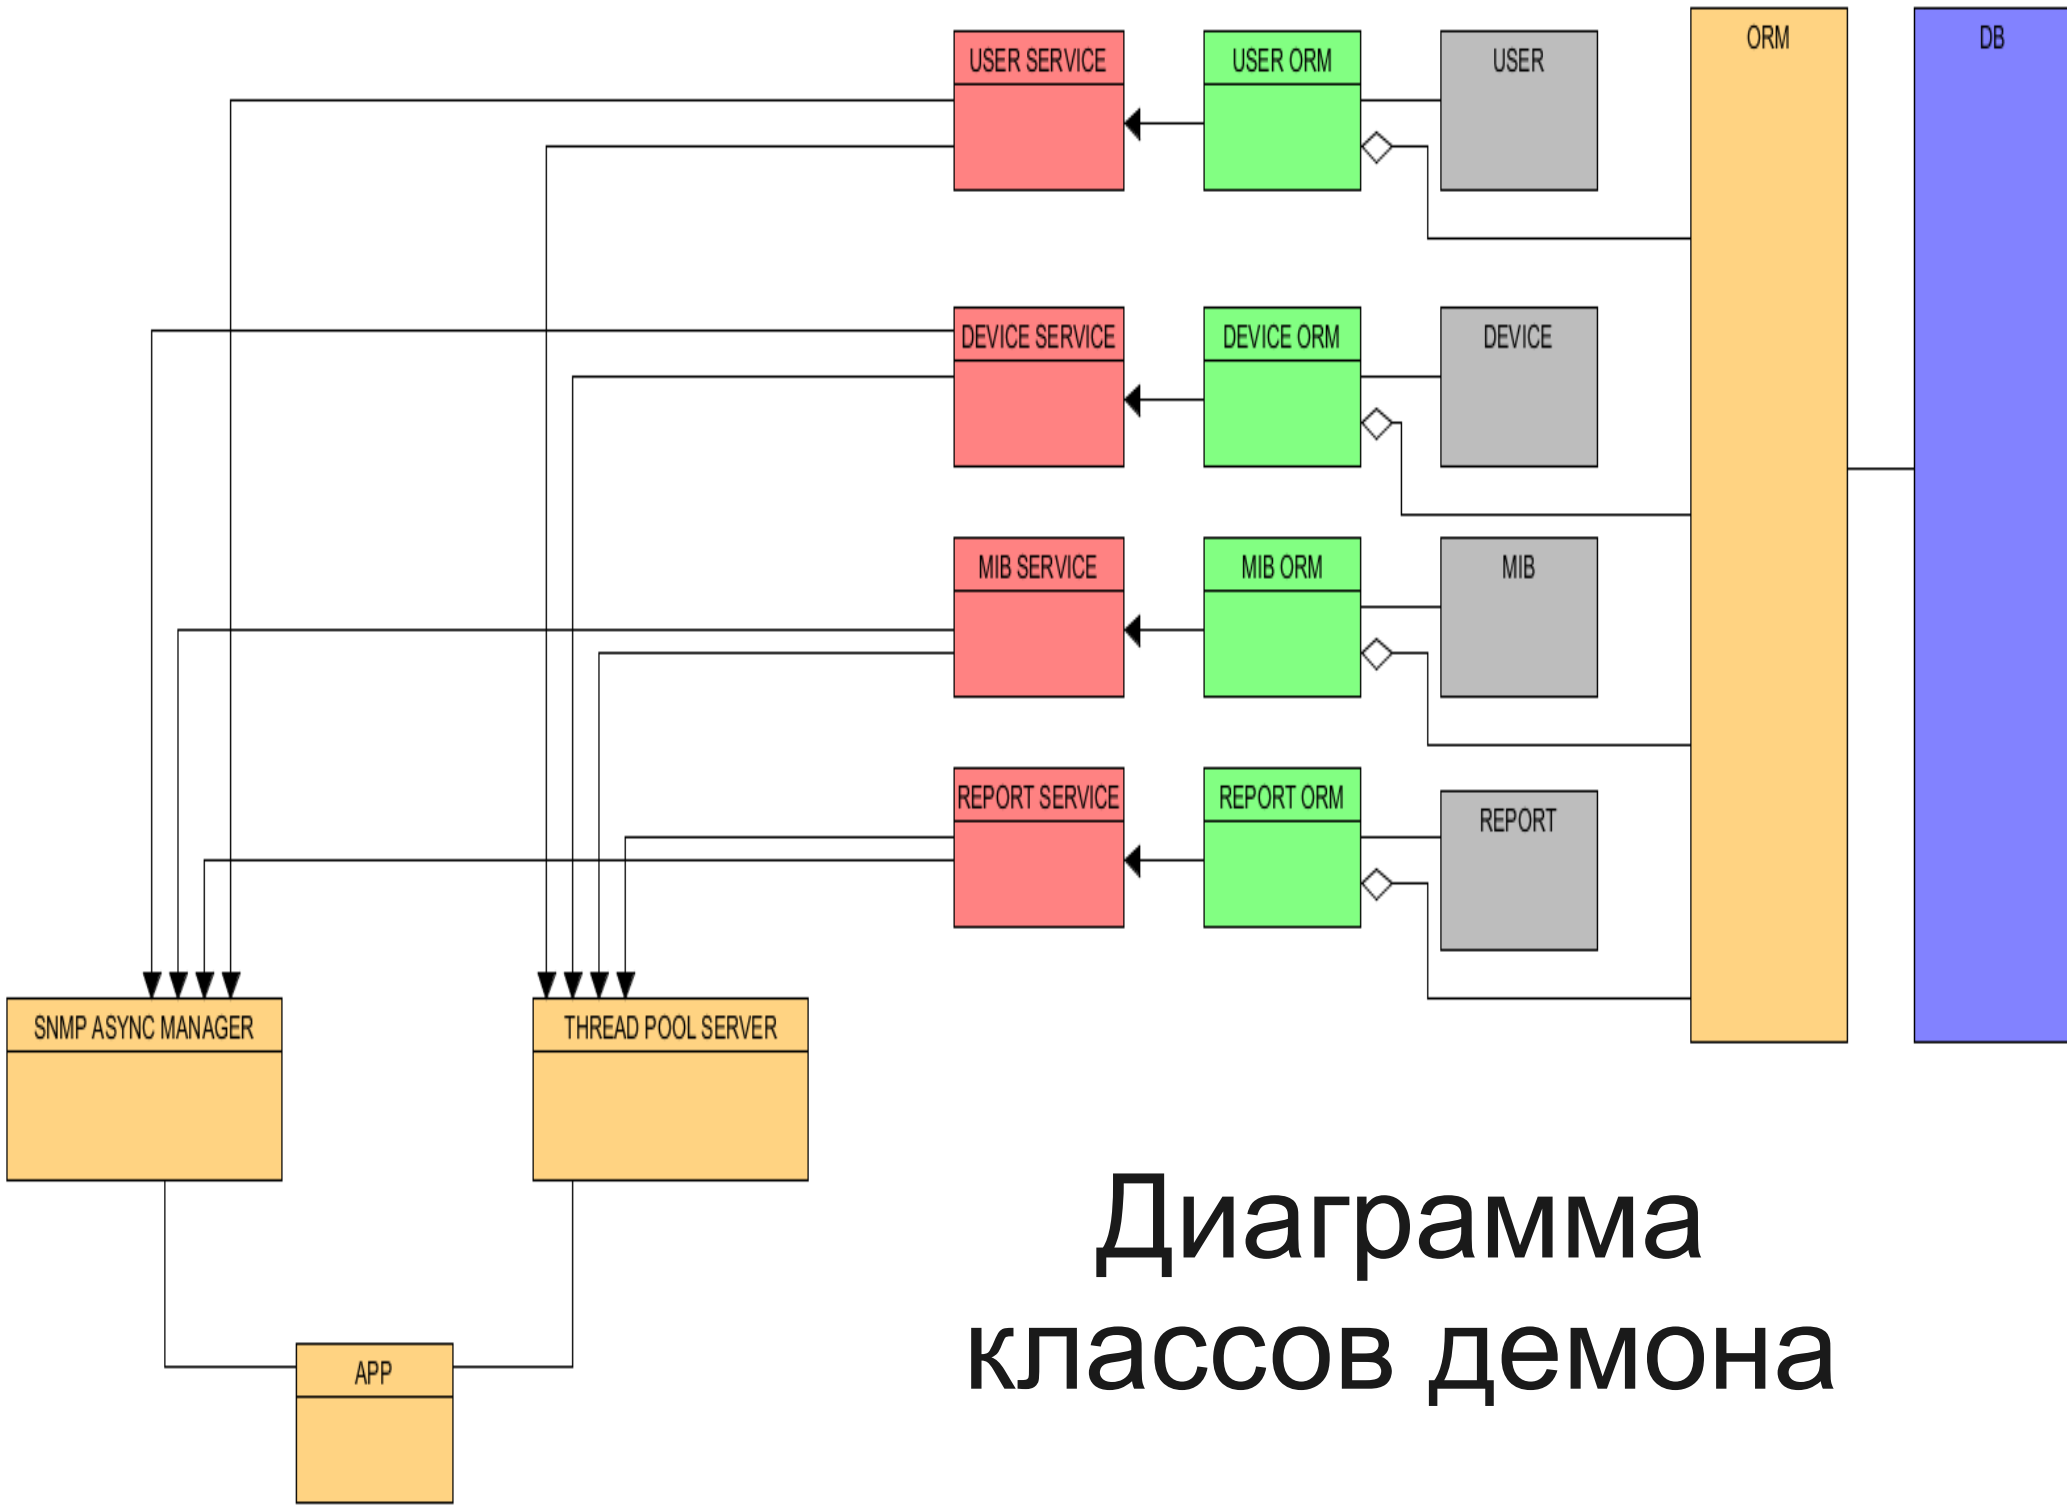 USER SERVICE
USER ORM
USER
ORM
DB
DEVICE SERVICE
DEVICE ORM
DEVICE
MIB SERVICE
MIB ORM
MIB
REPORT SERVICE
REPORT ORM
REPORT
SNMP ASYNC MANAGER
THREAD POOL SERVER
APP
Диаграмма
классов демона